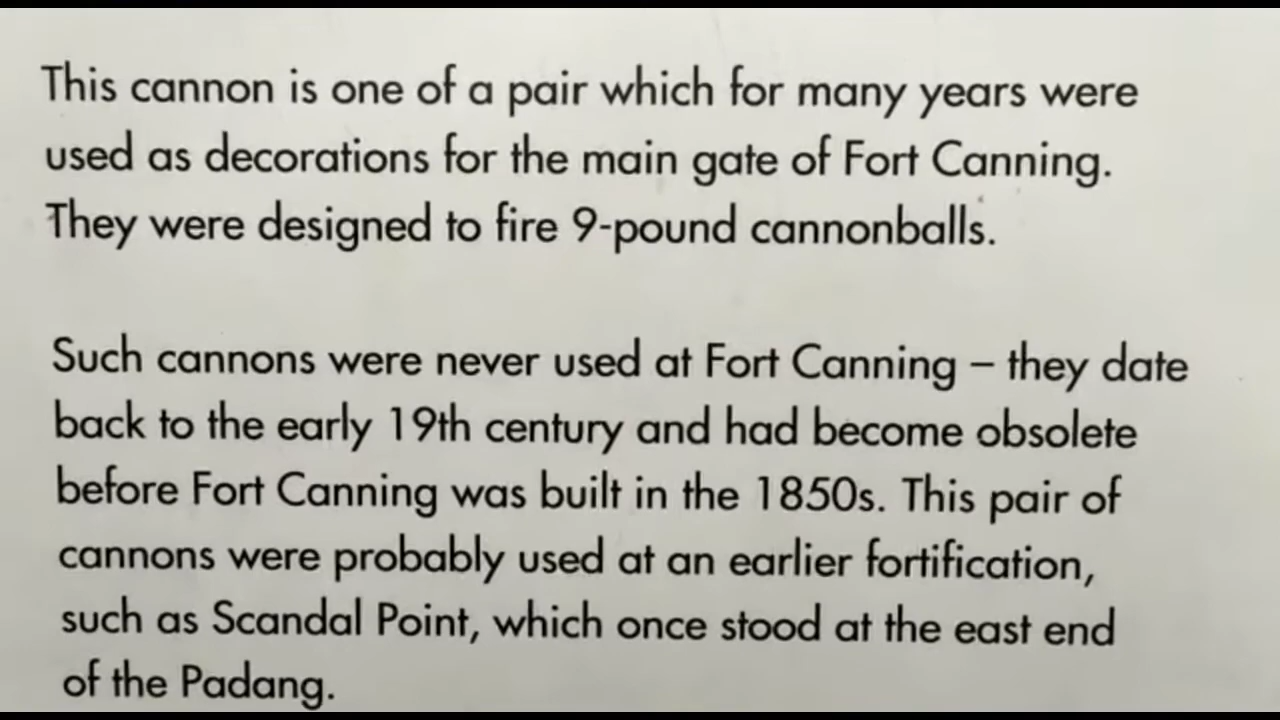 This cannon is one of a pair which for many years were
used as decorations for the main gate of Fort Canning.
They were designed to fire 9-pound cannonballs.
Such cannons were never used at Fort Canning – they date
back to the early 19th century and had become obsolete
before Fort Canning was built in the 1850s. This pair of
cannons were probably used at an earlier fortification,
such as Scandal Point, which once stood at the east end
of the Padang.